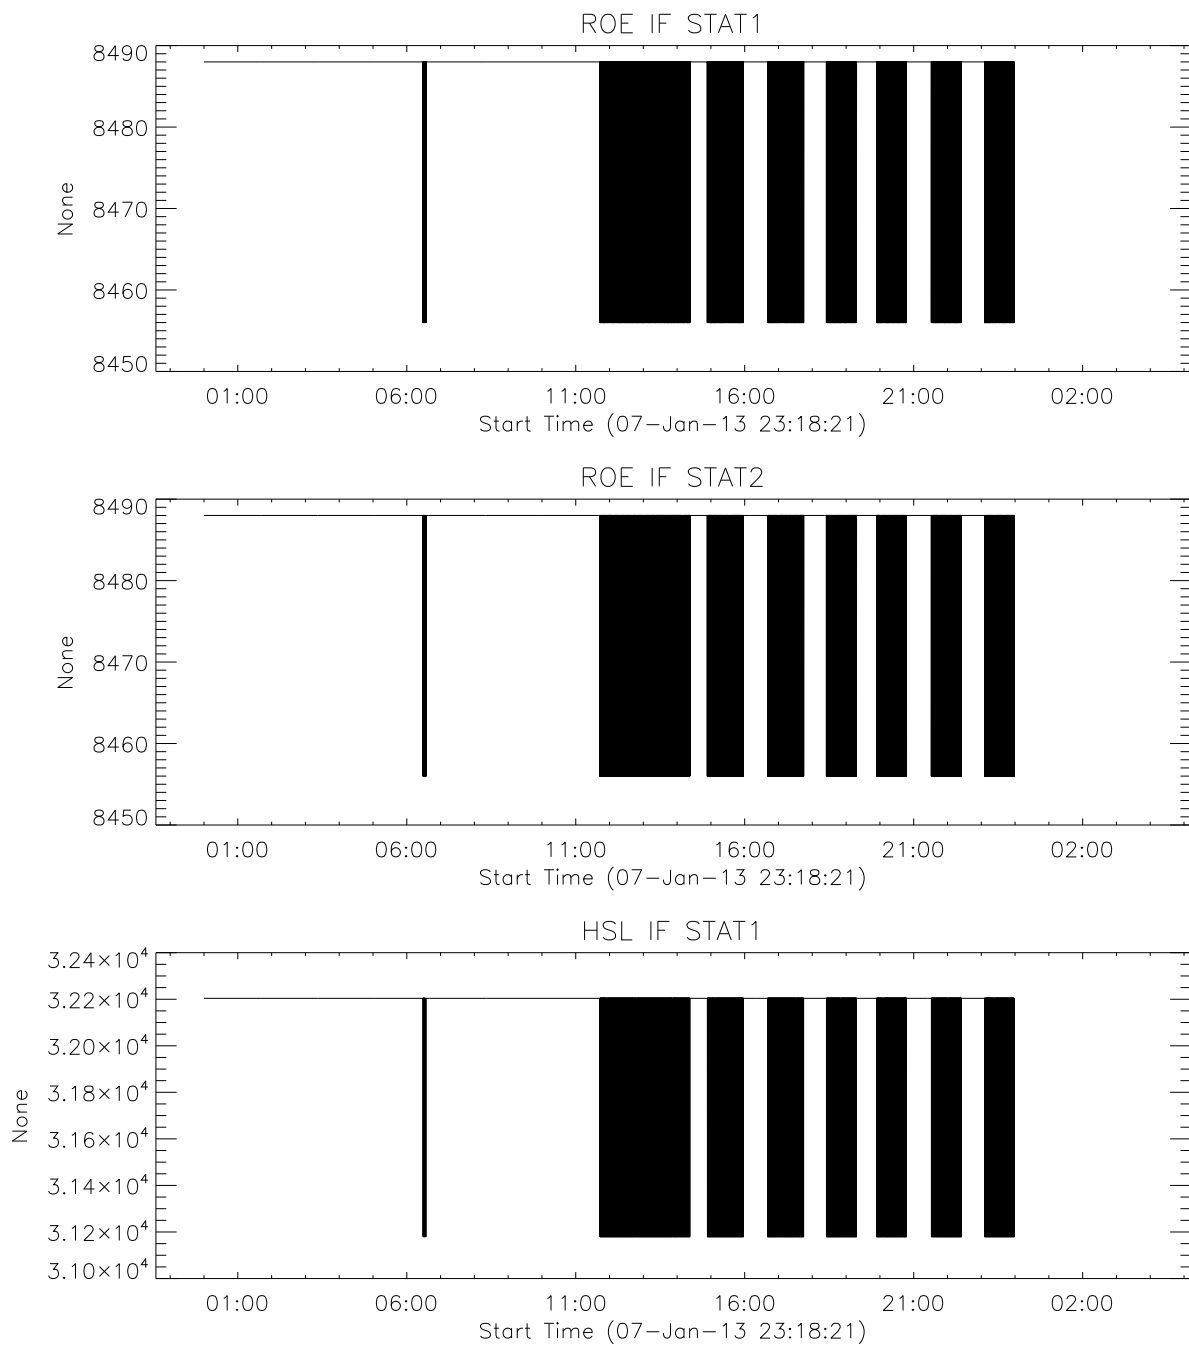 ROE IF STAT1
8490
8480
8470
8460
8450
None
01:00 06:00 11:00 16:00 21:00 02:00
Start Time (07-Jan-13 23:18:21)
ROE IF STAT2
8490
8480
8470
8460
8450
None
01:00 06:00 11:00 16:00 21:00 02:00
Start Time (07-Jan-13 23:18:21)
HSL IF STAT1
3.24×10⁴
3.22×10⁴
3.20×10⁴
3.18×10⁴
3.16×10⁴
3.14×10⁴
3.12×10⁴
3.10×10⁴
None
01:00 06:00 11:00 16:00 21:00 02:00
Start Time (07-Jan-13 23:18:21)